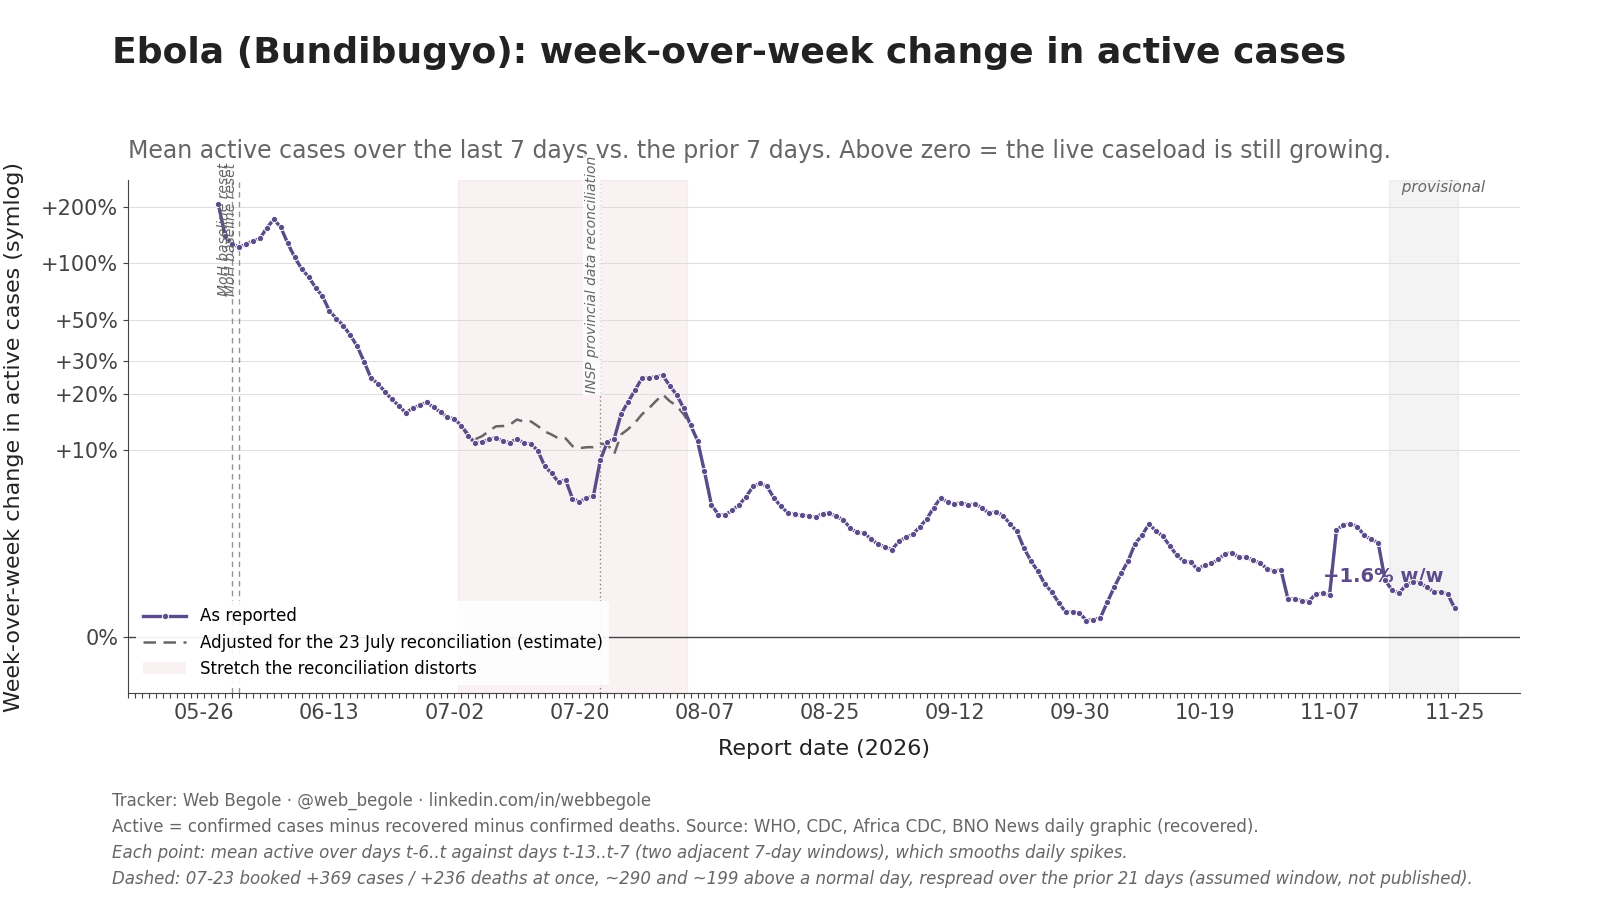 Ebola (Bundibugyo): week-over-week change in active cases
Mean active cases over the last 7 days vs. the prior 7 days. Above zero = the live caseload is still growing.
Week-over-week change in active cases (symlog)
+200%
+100%
+50%
+30%
+20%
+10%
0%
MoH baseline reset
MoH baseline reset
INSP provincial data reconciliation
provisional
+1.6% w/w
As reported
Adjusted for the 23 July reconciliation (estimate)
Stretch the reconciliation distorts
05-26 06-13 07-02 07-20 08-07 08-25 09-12 09-30 10-19 11-07 11-25
Report date (2026)
Tracker: Web Begole · @web_begole · linkedin.com/in/webbegole
Active = confirmed cases minus recovered minus confirmed deaths. Source: WHO, CDC, Africa CDC, BNO News daily graphic (recovered).
Each point: mean active over days t-6..t against days t-13..t-7 (two adjacent 7-day windows), which smooths daily spikes.
Dashed: 07-23 booked +369 cases / +236 deaths at once, ~290 and ~199 above a normal day, respread over the prior 21 days (assumed window, not published).